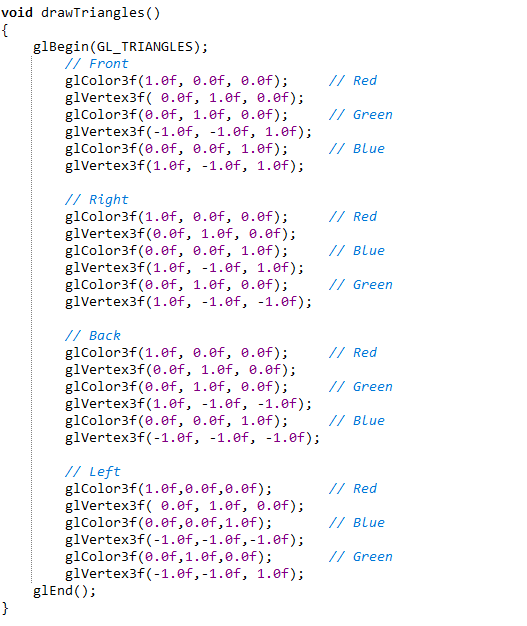 void drawTriangles()
{
    glBegin(GL_TRIANGLES);
        // Front
        glColor3f(1.0f, 0.0f, 0.0f);     // Red
        glVertex3f( 0.0f, 1.0f, 0.0f);
        glColor3f(0.0f, 1.0f, 0.0f);     // Green
        glVertex3f(-1.0f, -1.0f, 1.0f);
        glColor3f(0.0f, 0.0f, 1.0f);     // Blue
        glVertex3f(1.0f, -1.0f, 1.0f);

        // Right
        glColor3f(1.0f, 0.0f, 0.0f);     // Red
        glVertex3f(0.0f, 1.0f, 0.0f);
        glColor3f(0.0f, 0.0f, 1.0f);     // Blue
        glVertex3f(1.0f, -1.0f, 1.0f);
        glColor3f(0.0f, 1.0f, 0.0f);     // Green
        glVertex3f(1.0f, -1.0f, -1.0f);

        // Back
        glColor3f(1.0f, 0.0f, 0.0f);     // Red
        glVertex3f(0.0f, 1.0f, 0.0f);
        glColor3f(0.0f, 1.0f, 0.0f);     // Green
        glVertex3f(1.0f, -1.0f, -1.0f);
        glColor3f(0.0f, 0.0f, 1.0f);     // Blue
        glVertex3f(-1.0f, -1.0f, -1.0f);

        // Left
        glColor3f(1.0f,0.0f,0.0f);       // Red
        glVertex3f( 0.0f, 1.0f, 0.0f);
        glColor3f(0.0f,0.0f,1.0f);       // Blue
        glVertex3f(-1.0f,-1.0f,-1.0f);
        glColor3f(0.0f,1.0f,0.0f);       // Green
        glVertex3f(-1.0f,-1.0f, 1.0f);
    glEnd();
}